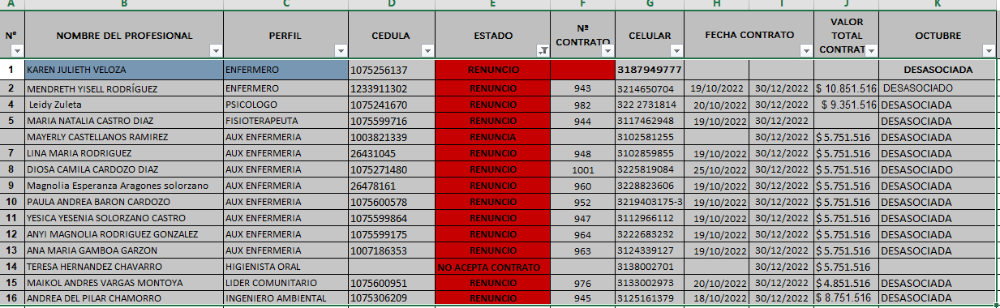 A B C D E F G H I J K
Nº NOMBRE DEL PROFESIONAL PERFIL CEDULA ESTADO Nª CONTRATO CELULAR FECHA CONTRATO VALOR TOTAL CONTRAT OCTUBRE
1 KAREN JULIETH VELOZA ENFERMERO 1075256137 RENUNCIO 3187949777 DESASOCIADA
2 MENDRETH YISELL RODRÍGUEZ ENFERMERO 1233911302 RENUNCIO 943 3214650704 19/10/2022 30/12/2022 $ 10.851.516 DESASOCIADO
4 Leidy Zuleta PSICOLOGO 1075241670 RENUNCIO 982 322 2731814 20/10/2022 30/12/2022 $ 9.351.516 DESASOCIADA
5 MARIA NATALIA CASTRO DIAZ FISIOTERAPEUTA 1075599716 RENUNCIO 944 3117462948 19/10/2022 30/12/2022 DESASOCIADA
MAYERLY CASTELLANOS RAMIREZ AUX ENFERMERIA 1003821339 RENUNCIA 3102581255 30/12/2022 $ 5.751.516 DESASOCIADA
7 LINA MARIA RODRIGUEZ AUX ENFERMERIA 26431045 RENUNCIO 948 3102859855 19/10/2022 30/12/2022 $ 5.751.516 DESASOCIADA
8 DIOSA CAMILA CARDOZO DIAZ AUX ENFERMERIA 1075271480 RENUNCIO 1001 3225819084 25/10/2022 30/12/2022 $ 5.751.516 DESASOCIADO
9 Magnolia Esperanza Aragones solorzano AUX ENFERMERIA 26478161 RENUNCIO 960 3228823606 19/10/2022 30/12/2022 $ 5.751.516 DESASOCIADA
10 PAULA ANDREA BARON CARDOZO AUX ENFERMERIA 1075600578 RENUNCIO 952 3219403175-3 19/10/2022 30/12/2022 $ 5.751.516 DESASOCIADA
11 YESICA YESENIA SOLORZANO CASTRO AUX ENFERMERIA 1075599864 RENUNCIO 947 3112966112 19/10/2022 30/12/2022 $ 5.751.516 DESASOCIADA
12 ANYI MAGNOLIA RODRIGUEZ GONZALEZ AUX ENFERMERIA 1075599175 RENUNCIO 964 3222683232 19/10/2022 30/12/2022 $ 5.751.516 DESASOCIADA
13 ANA MARIA GAMBOA GARZON AUX ENFERMERIA 1007186353 RENUNCIO 963 3124339127 19/10/2022 30/12/2022 $ 5.751.516 DESASOCIADA
14 TERESA HERNANDEZ CHAVARRO HIGIENISTA ORAL NO ACEPTA CONTRATO 3138002701 30/12/2022 $ 5.751.516
15 MAIKOL ANDRES VARGAS MONTOYA LIDER COMUNITARIO 1075600951 RENUNCIO 976 3133002973 20/10/2022 30/12/2022 $ 4.851.516 DESASOCIADA
16 ANDREA DEL PILAR CHAMORRO INGENIERO AMBIENTAL 1075306209 RENUNCIO 945 3125161379 18/10/2022 30/12/2022 $ 8.751.516 DESASOCIADA